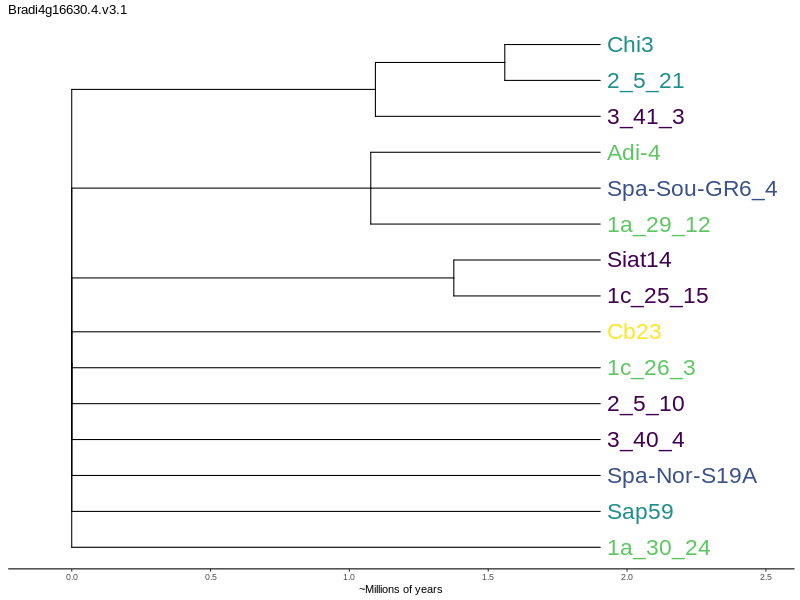 Bradi4g16630.4.v3.1
Chi3
2_5_21
3_41_3
Adi-4
Spa-Sou-GR6_4
1a_29_12
Siat14
1c_25_15
Cb23
1c_26_3
2_5_10
3_40_4
Spa-Nor-S19A
Sap59
1a_30_24
0.0 0.5 1.0 1.5 2.0 2.5
~Millions of years